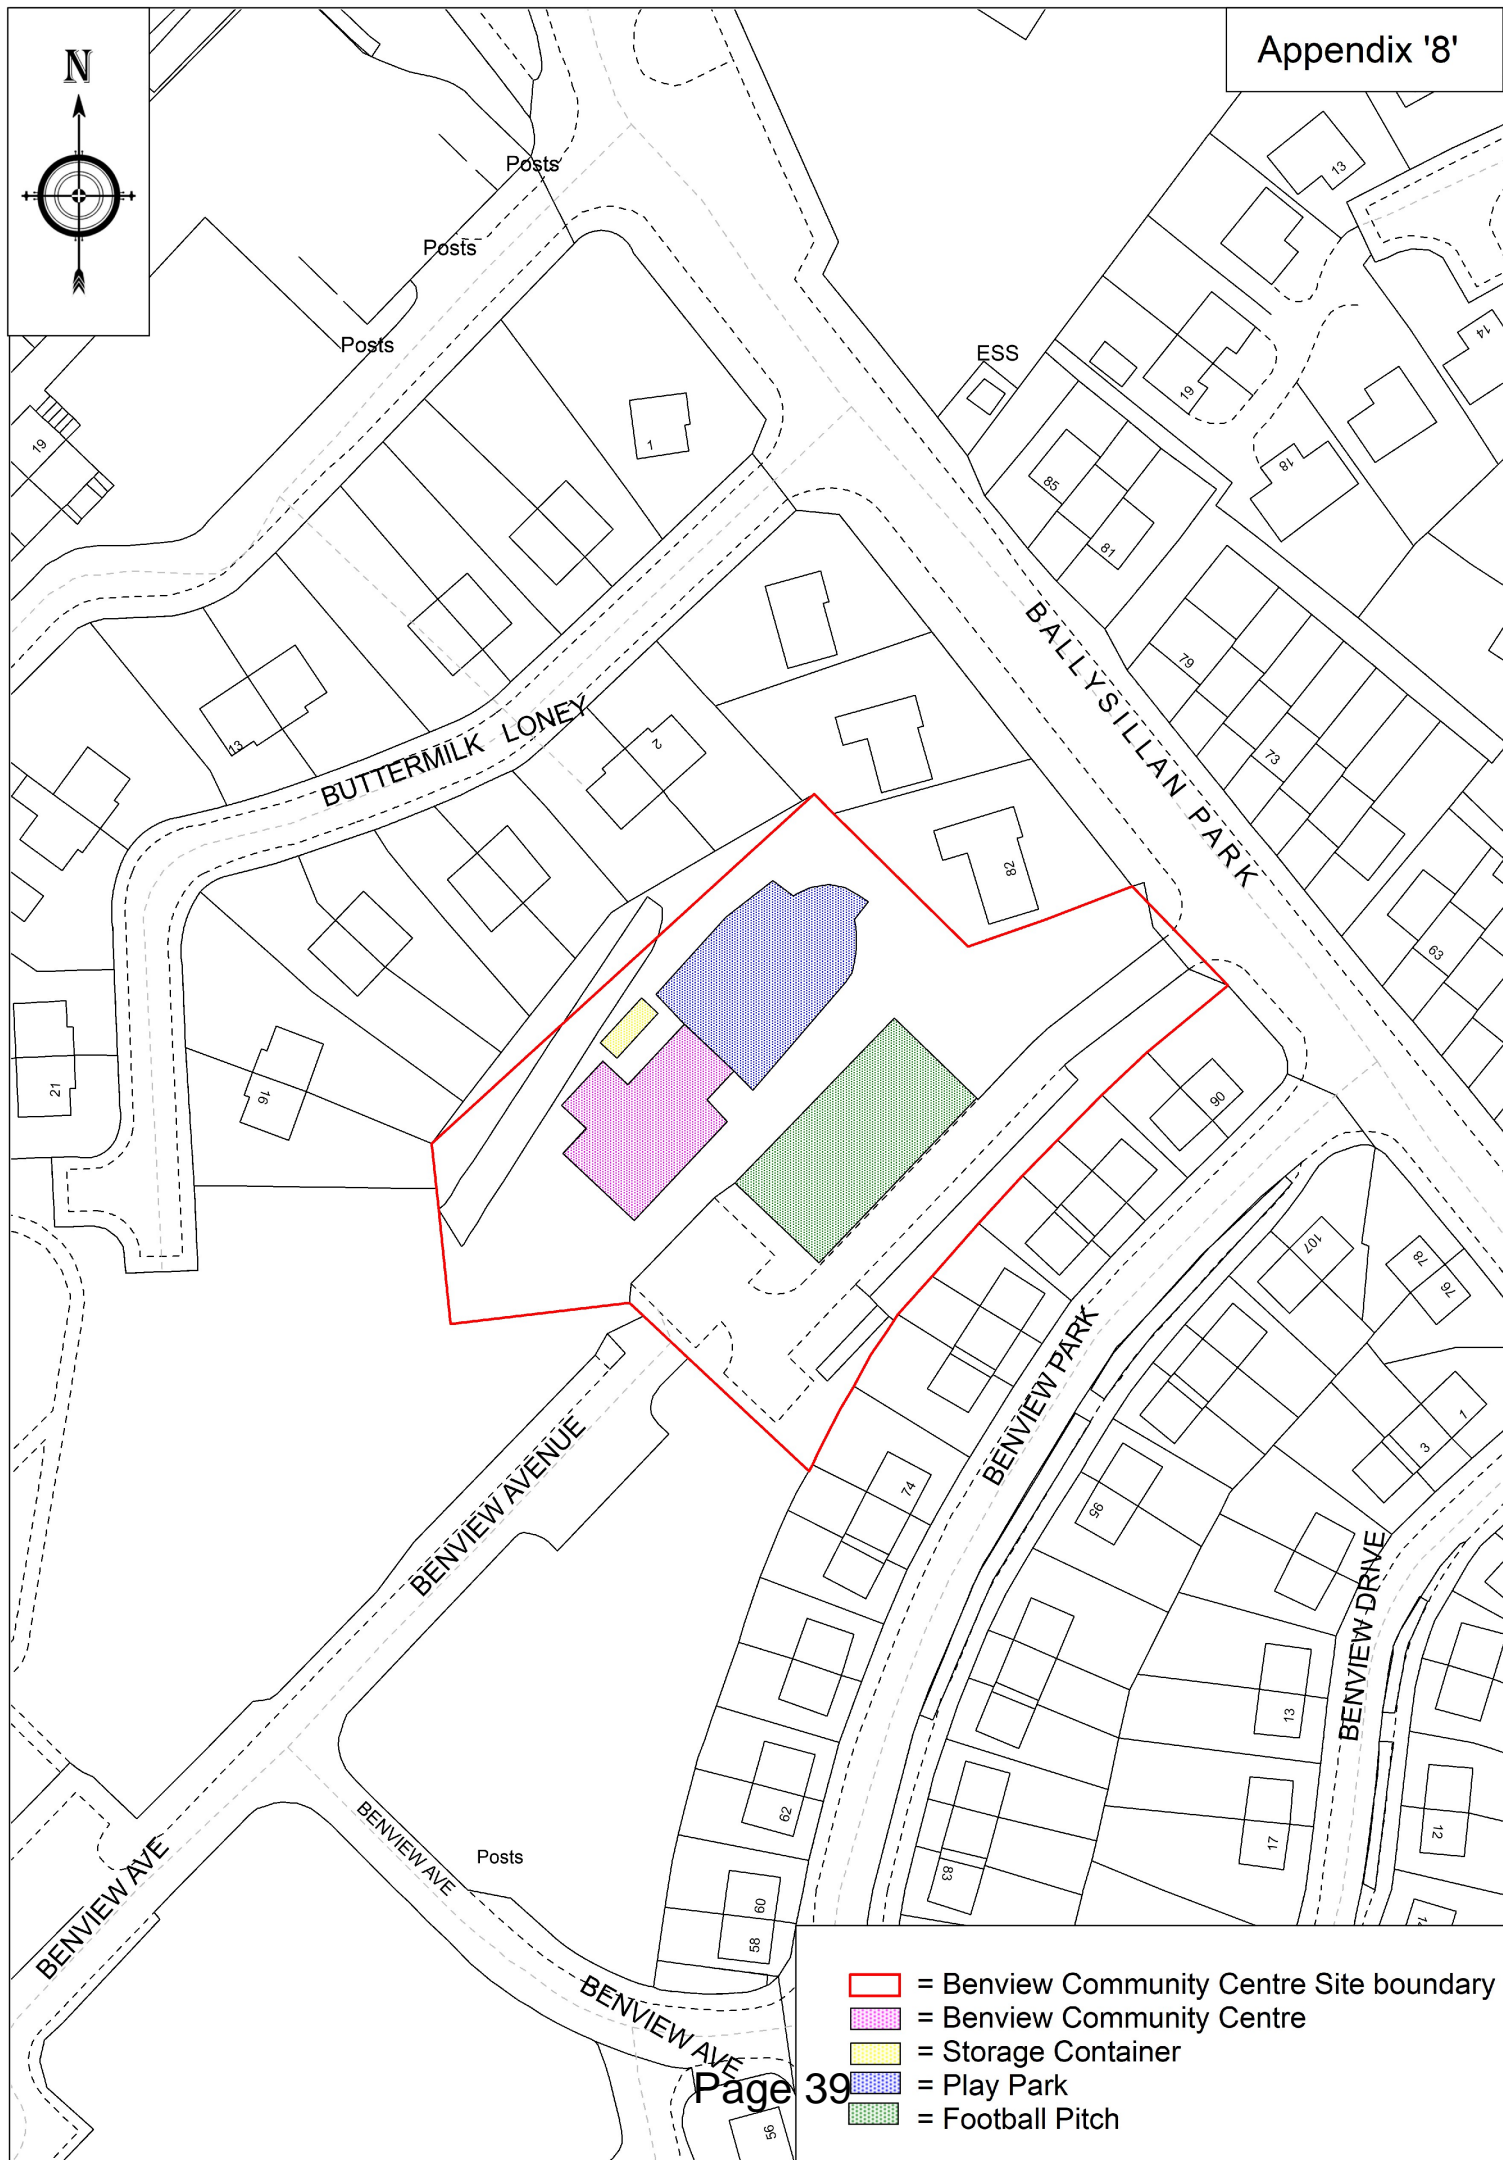 N
Appendix '8'
Posts
13
Posts
14
Posts
ESS
19
19
1
18
85
81
BALLYSILLAN PARK
79
BUTTERMILK LONEY
2
13
73
82
63
21
16
90
107
78
76
BENVIEW PARK
1
3
BENVIEW AVENUE
74
95
BENVIEW DRIVE
13
62
BENVIEW AVE
17
12
83
Posts
BENVIEW AVE
60
58
BENVIEW AVE
56
= Benview Community Centre Site boundary
= Benview Community Centre
= Storage Container
= Play Park
= Football Pitch
Page 39